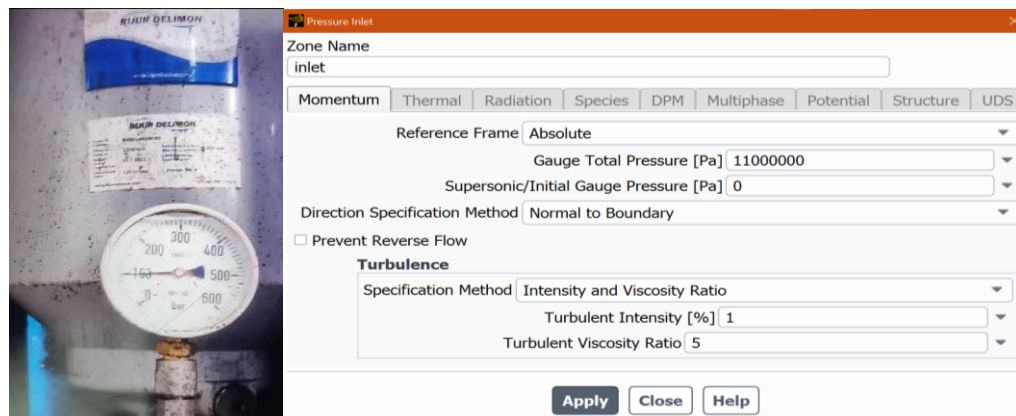 BIJUR DELIMON
BIJUR DELIMON
300
200 400
500
0 600
bar
Pressure Inlet
Zone Name
inlet
Momentum Thermal Radiation Species DPM Multiphase Potential Structure UDS
Reference Frame Absolute
Gauge Total Pressure [Pa] 11000000
Supersonic/Initial Gauge Pressure [Pa] 0
Direction Specification Method Normal to Boundary
Prevent Reverse Flow
Turbulence
Specification Method Intensity and Viscosity Ratio
Turbulent Intensity [%] 1
Turbulent Viscosity Ratio 5
Apply Close Help